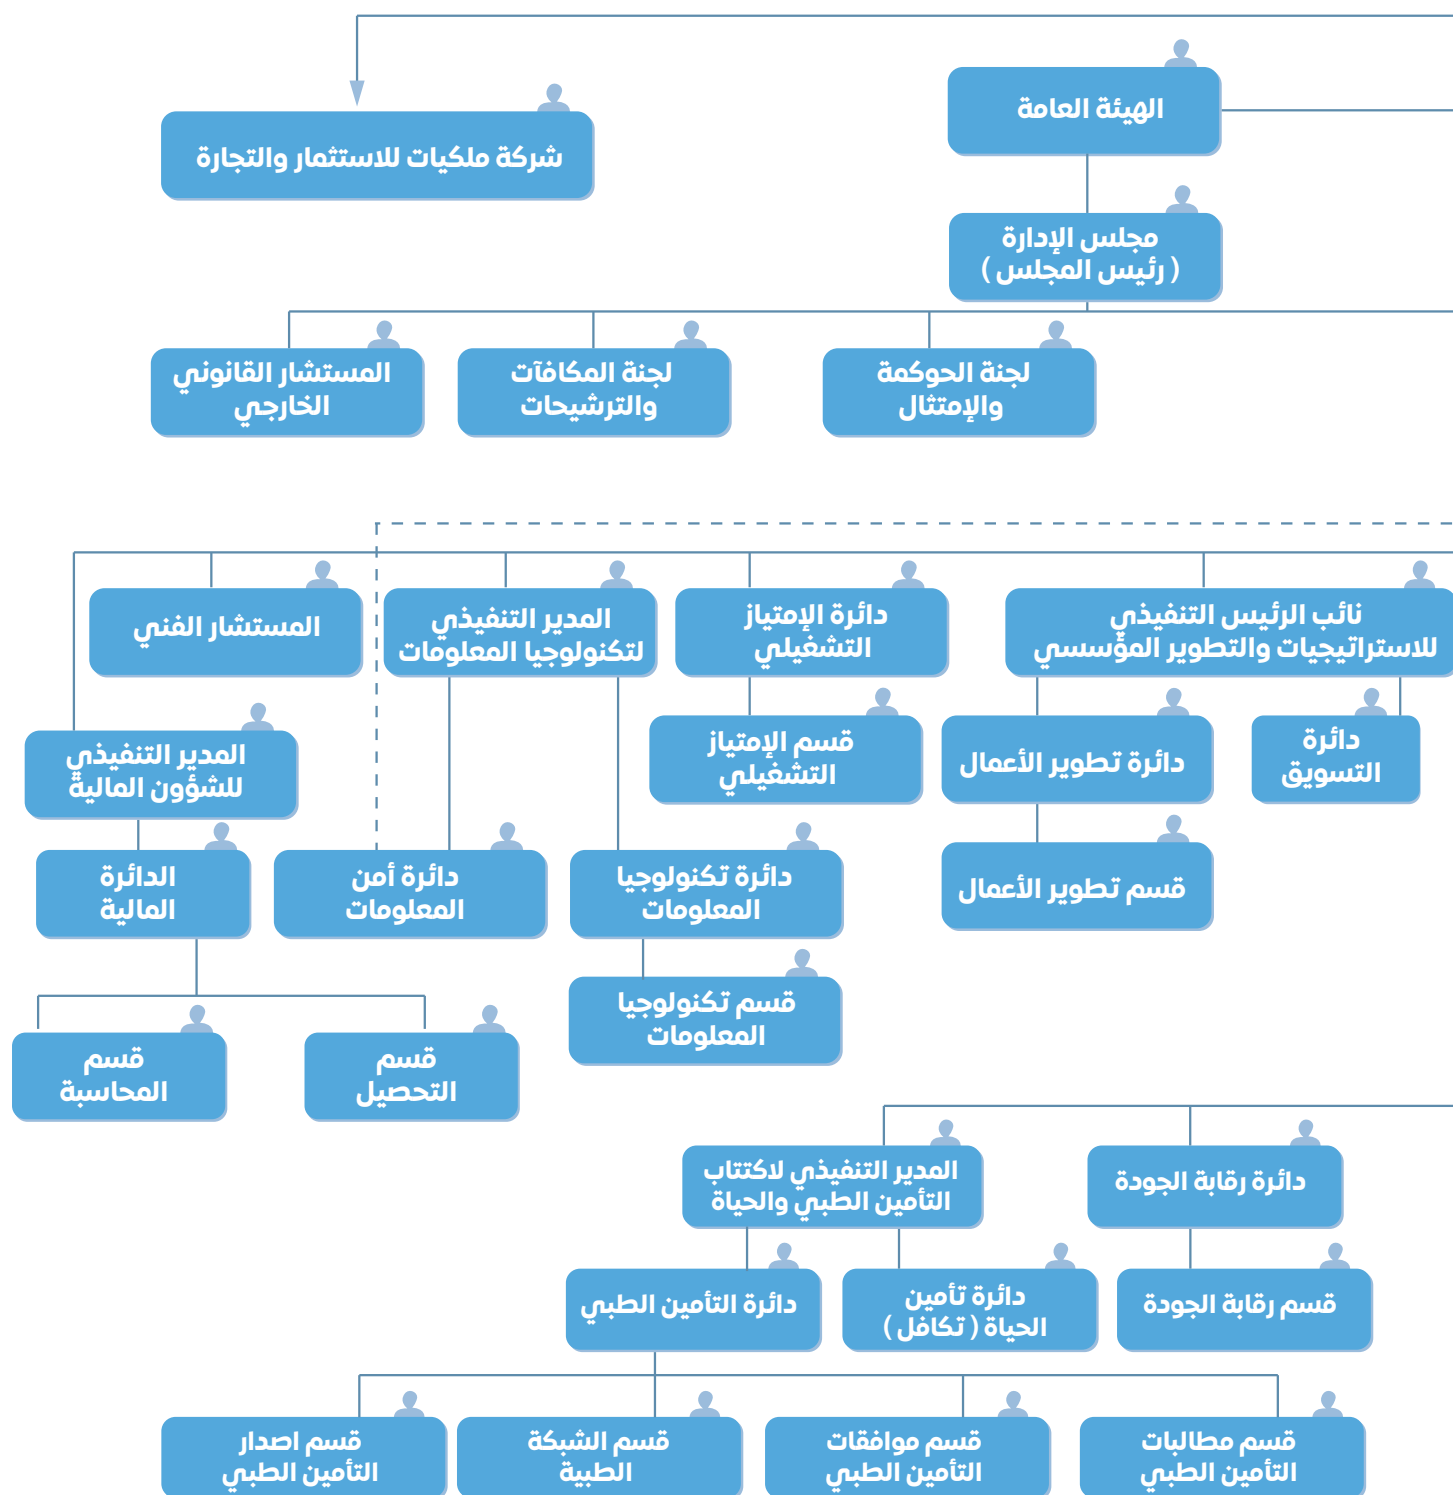 الهيئة العامة
شركة ملكيات للاستثمار والتجارة
مجلس الإدارة
( رئيس المجلس )
لجنة الحوكمة
والإمتثال
لجنة المكافآت
والترشيحات
المستشار القانوني
الخارجي
نائب الرئيس التنفيذي
للاستراتيجيات والتطوير المؤسسي
دائرة الإمتياز
التشغيلي
المدير التنفيذي
لتكنولوجيا المعلومات
المستشار الفني
دائرة
التسويق
دائرة تطوير الأعمال
قسم الإمتياز
التشغيلي
المدير التنفيذي
للشؤون المالية
قسم تطوير الأعمال
دائرة تكنولوجيا
المعلومات
دائرة أمن
المعلومات
الدائرة
المالية
قسم تكنولوجيا
المعلومات
قسم
التحصيل
قسم
المحاسبة
دائرة رقابة الجودة
المدير التنفيذي لاكتتاب
التأمين الطبي والحياة
قسم رقابة الجودة
دائرة تأمين
الحياة ( تكافل )
دائرة التأمين الطبي
قسم مطالبات
التأمين الطبي
قسم موافقات
التأمين الطبي
قسم الشبكة
الطبية
قسم اصدار
التأمين الطبي